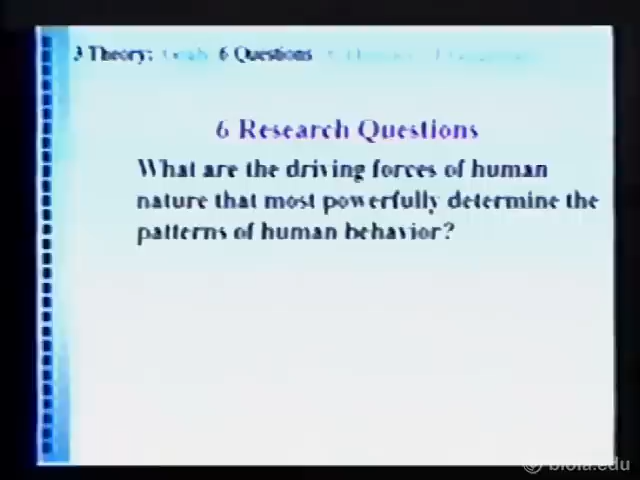 3 Theory: 6 Questions
6 Research Questions
What are the driving forces of human
nature that most powerfully determine the
patterns of human behavior?
biola.edu